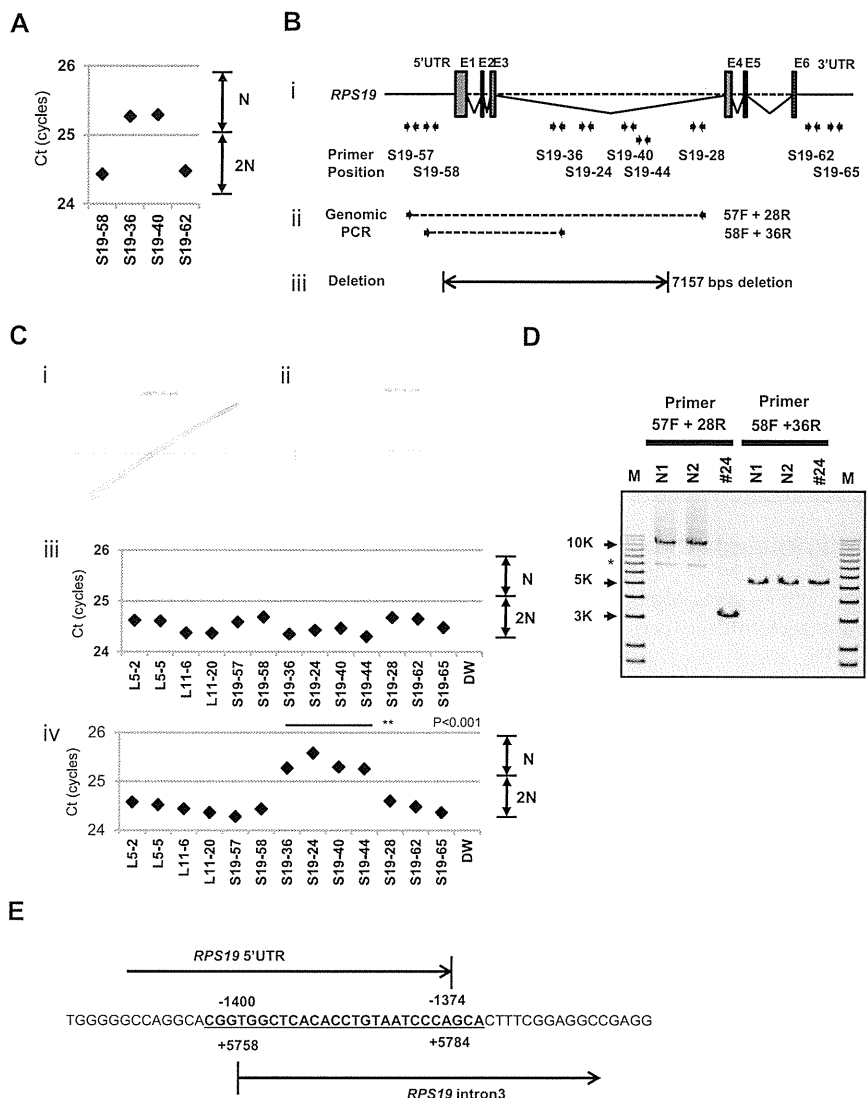 A
26
25
24
Ct (cycles)
N
2N
S19-58
S19-36
S19-40
S19-62
B
i
5'UTR
E1
E2
E3
E4
E5
E6
3'UTR
RPS19
Primer
Position
S19-57
S19-58
S19-36
S19-24
S19-40
S19-44
S19-28
S19-62
S19-65
ii
Genomic
PCR
57F + 28R
58F + 36R
iii
Deletion
7157 bps deletion
C
i
ii
iii
26
25
24
Ct (cycles)
N
2N
L5-2
L5-5
L11-6
L11-20
S19-57
S19-58
S19-36
S19-24
S19-40
S19-44
S19-28
S19-62
S19-65
DW
iv
**
P<0.001
26
25
24
Ct (cycles)
N
2N
L5-2
L5-5
L11-6
L11-20
S19-57
S19-58
S19-36
S19-24
S19-40
S19-44
S19-28
S19-62
S19-65
DW
D
Primer
57F + 28R
Primer
58F +36R
M
N1
N2
#24
N1
N2
#24
M
10K
*
5K
3K
E
RPS19 5'UTR
-1400
-1374
TGGGGGCCAGGCACGGTGGCTCACACCTGTAATCCCAGCACTTTCGGAGGCCGAGG
+5758
+5784
RPS19 intron3